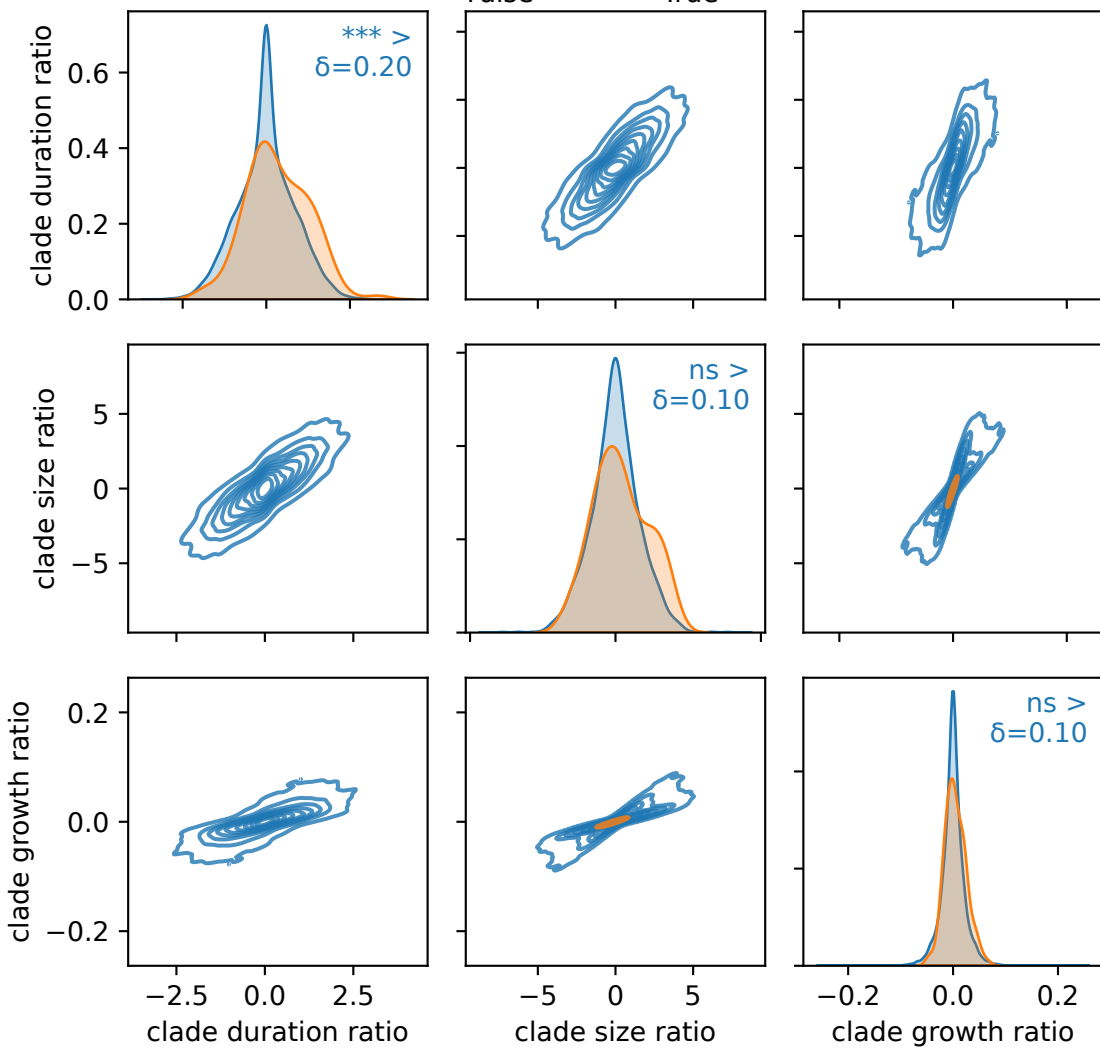 True
clade duration ratio
0.6
0.4
0.2
0.0
*** >
δ=0.20
clade size ratio
5
0
−5
ns >
δ=0.10
clade growth ratio
0.2
0.0
−0.2
ns >
δ=0.10
−2.5 0.0 2.5
−5 0 5
−0.2 0.0 0.2
clade duration ratio
clade size ratio
clade growth ratio